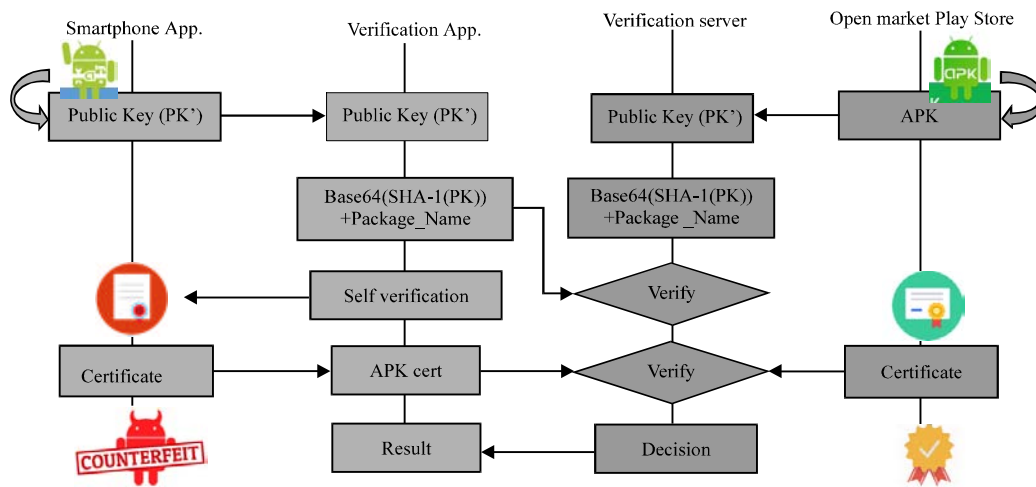 Smartphone App.
Verification App.
Verification server
Open market Play Store
APK
Public Key (PK’)
Public Key (PK’)
Public Key (PK’)
APK
Base64(SHA-1(PK))
+Package_Name
Base64(SHA-1(PK))
+Package _Name
Self verification
Verify
Certificate
APK cert
Verify
Certificate
COUNTERFEIT
Result
Decision